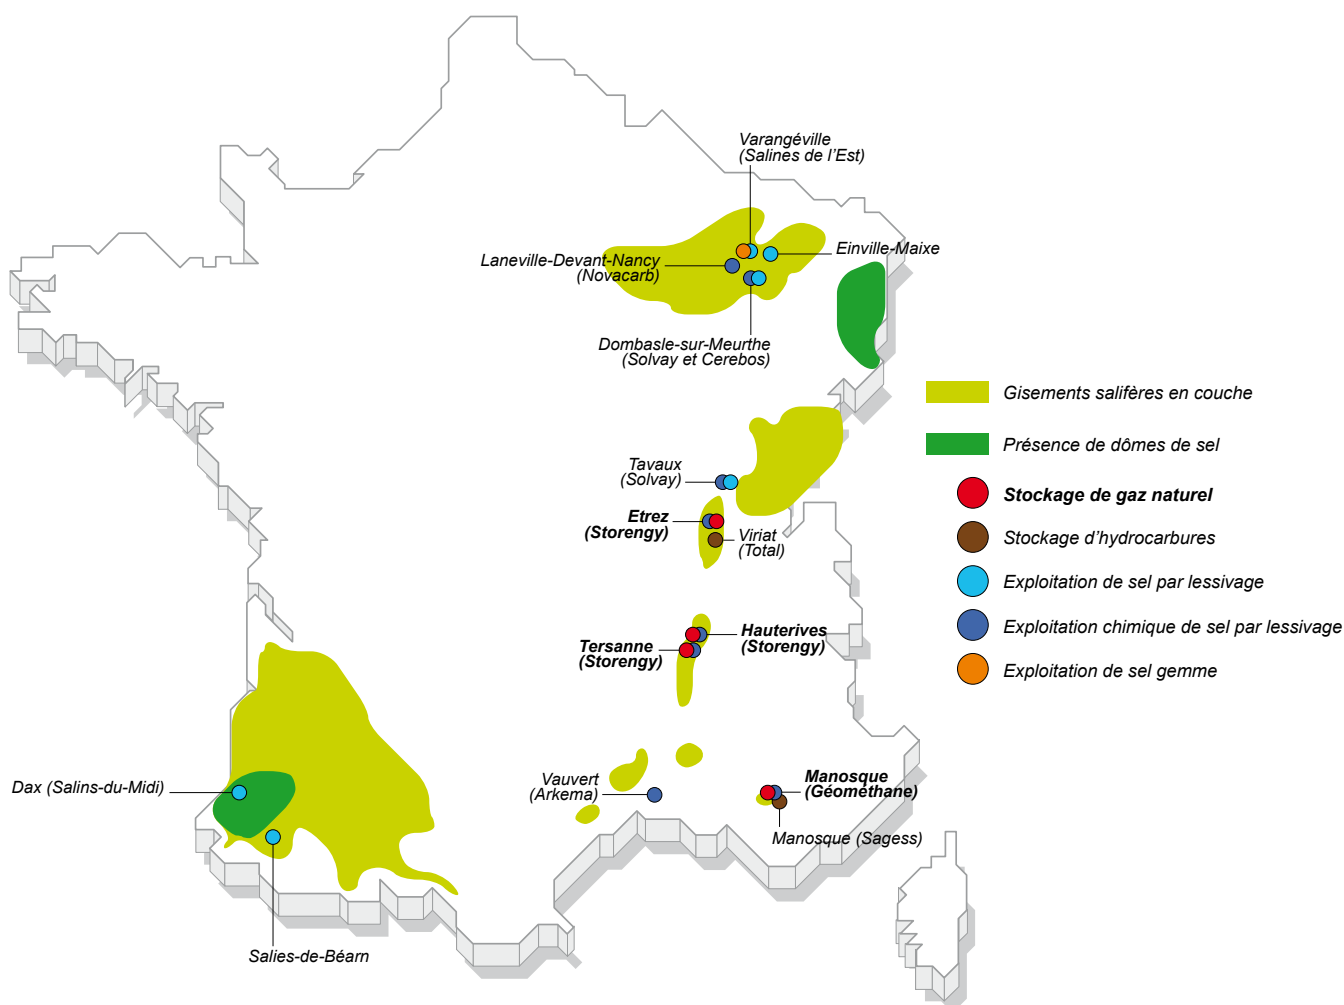 Varangéville
(Salines de l'Est)
Einville-Maixe
Laneville-Devant-Nancy
(Novacarb)
Dombasle-sur-Meurthe
(Solvay et Cerebos)
Tavaux
(Solvay)
Etrez
(Storengy)
Viriat
(Total)
Hauterives
(Storengy)
Tersanne
(Storengy)
Dax (Salins-du-Midi)
Salies-de-Béarn
Vauvert
(Arkema)
Manosque
(Géométhane)
Manosque (Sagess)
Gisements salifères en couche
Présence de dômes de sel
Stockage de gaz naturel
Stockage d'hydrocarbures
Exploitation de sel par lessivage
Exploitation chimique de sel par lessivage
Exploitation de sel gemme